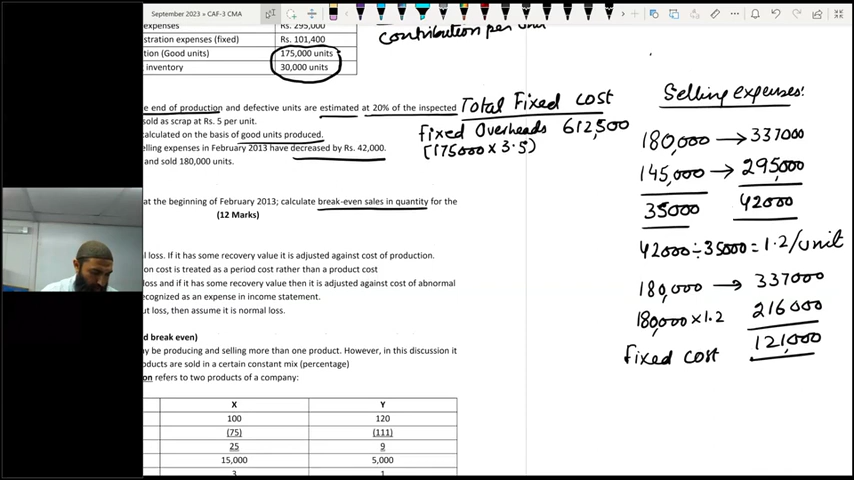 September 2023 » CAF-3 CMA
expenses Rs. 295,000
stration expenses (fixed) Rs. 101,400
tion (Good units) 175,000 units
inventory 30,000 units
contribution per unit
e end of production and defective units are estimated at 20% of the inspected
sold as scrap at Rs. 5 per unit.
calculated on the basis of good units produced.
elling expenses in February 2013 have decreased by Rs. 42,000.
and sold 180,000 units.
at the beginning of February 2013; calculate break-even sales in quantity for the
(12 Marks)
al loss. If it has some recovery value it is adjusted against cost of production.
on cost is treated as a period cost rather than a product cost
loss and if it has some recovery value then it is adjusted against cost of abnormal
ecognized as an expense in income statement.
ut loss, then assume it is normal loss.
d break even)
ay be producing and selling more than one product. However, in this discussion it
oducts are sold in a certain constant mix (percentage)
on refers to two products of a company:
X Y
100 120
(75) (111)
25 9
15,000 5,000
3 1
Total Fixed cost
Fixed Overheads 612,500
(175000 x 3.5)
Selling expenses:
180,000 → 337000
145,000 → 295,000
35000 42000
42000 ÷ 35000 = 1.2/unit
180,000 → 337000
180,000 x 1.2 216000
Fixed cost 121,000